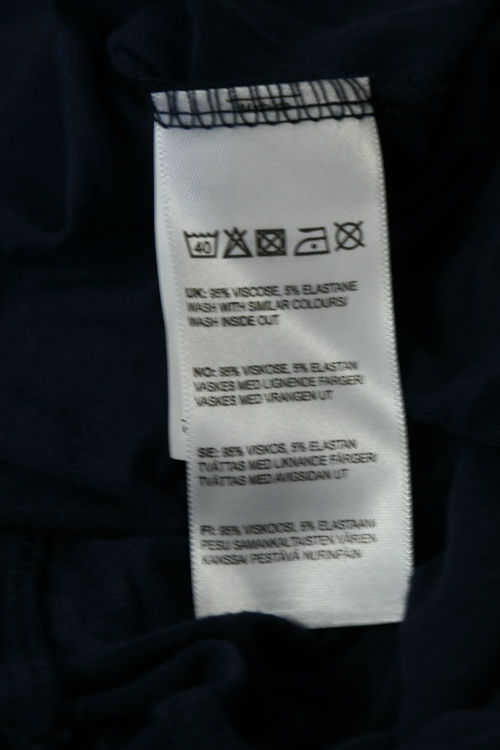 40
UK: 95% VISCOSE, 5% ELASTANE
WASH WITH SIMILAR COLOURS/
WASH INSIDE OUT
NO: 95% VISKOSE, 5% ELASTAN
VASKES MED LIGNENDE FARGER/
VASKES MED VRANGEN UT
SE: 95% VISKOS, 5% ELASTAN
TVÄTTAS MED LIKNANDE FÄRGER/
TVÄTTAS MED AVIGSIDAN UT
FI: 95% VISKOOSI, 5% ELASTAANI
PESU SAMANKALTAISTEN VÄRIEN
KANSSA/ PESTÄVÄ NURINPÄIN